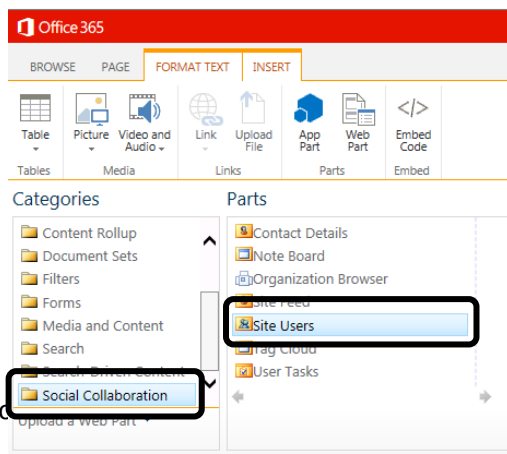 Office 365
BROWSE PAGE FORMAT TEXT INSERT
Table Picture Video and Audio Link Upload File App Part Web Part Embed Code
Tables Media Links Parts Embed
Categories
Content Rollup
Document Sets
Filters
Forms
Media and Content
Search
Search-Driven Content
Social Collaboration
Upload a Web Part
Parts
Contact Details
Note Board
Organization Browser
Site Feed
Site Users
Tag Cloud
User Tasks